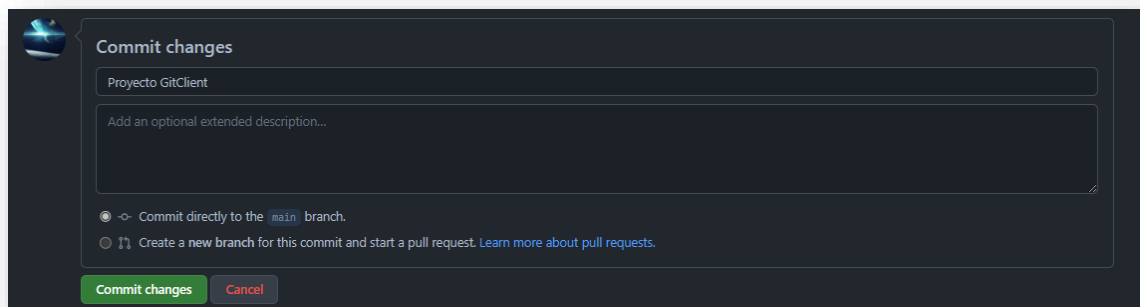 Commit changes
Proyecto GitClient
Add an optional extended description...
Commit directly to the main branch.
Create a new branch for this commit and start a pull request. Learn more about pull requests.
Commit changes Cancel